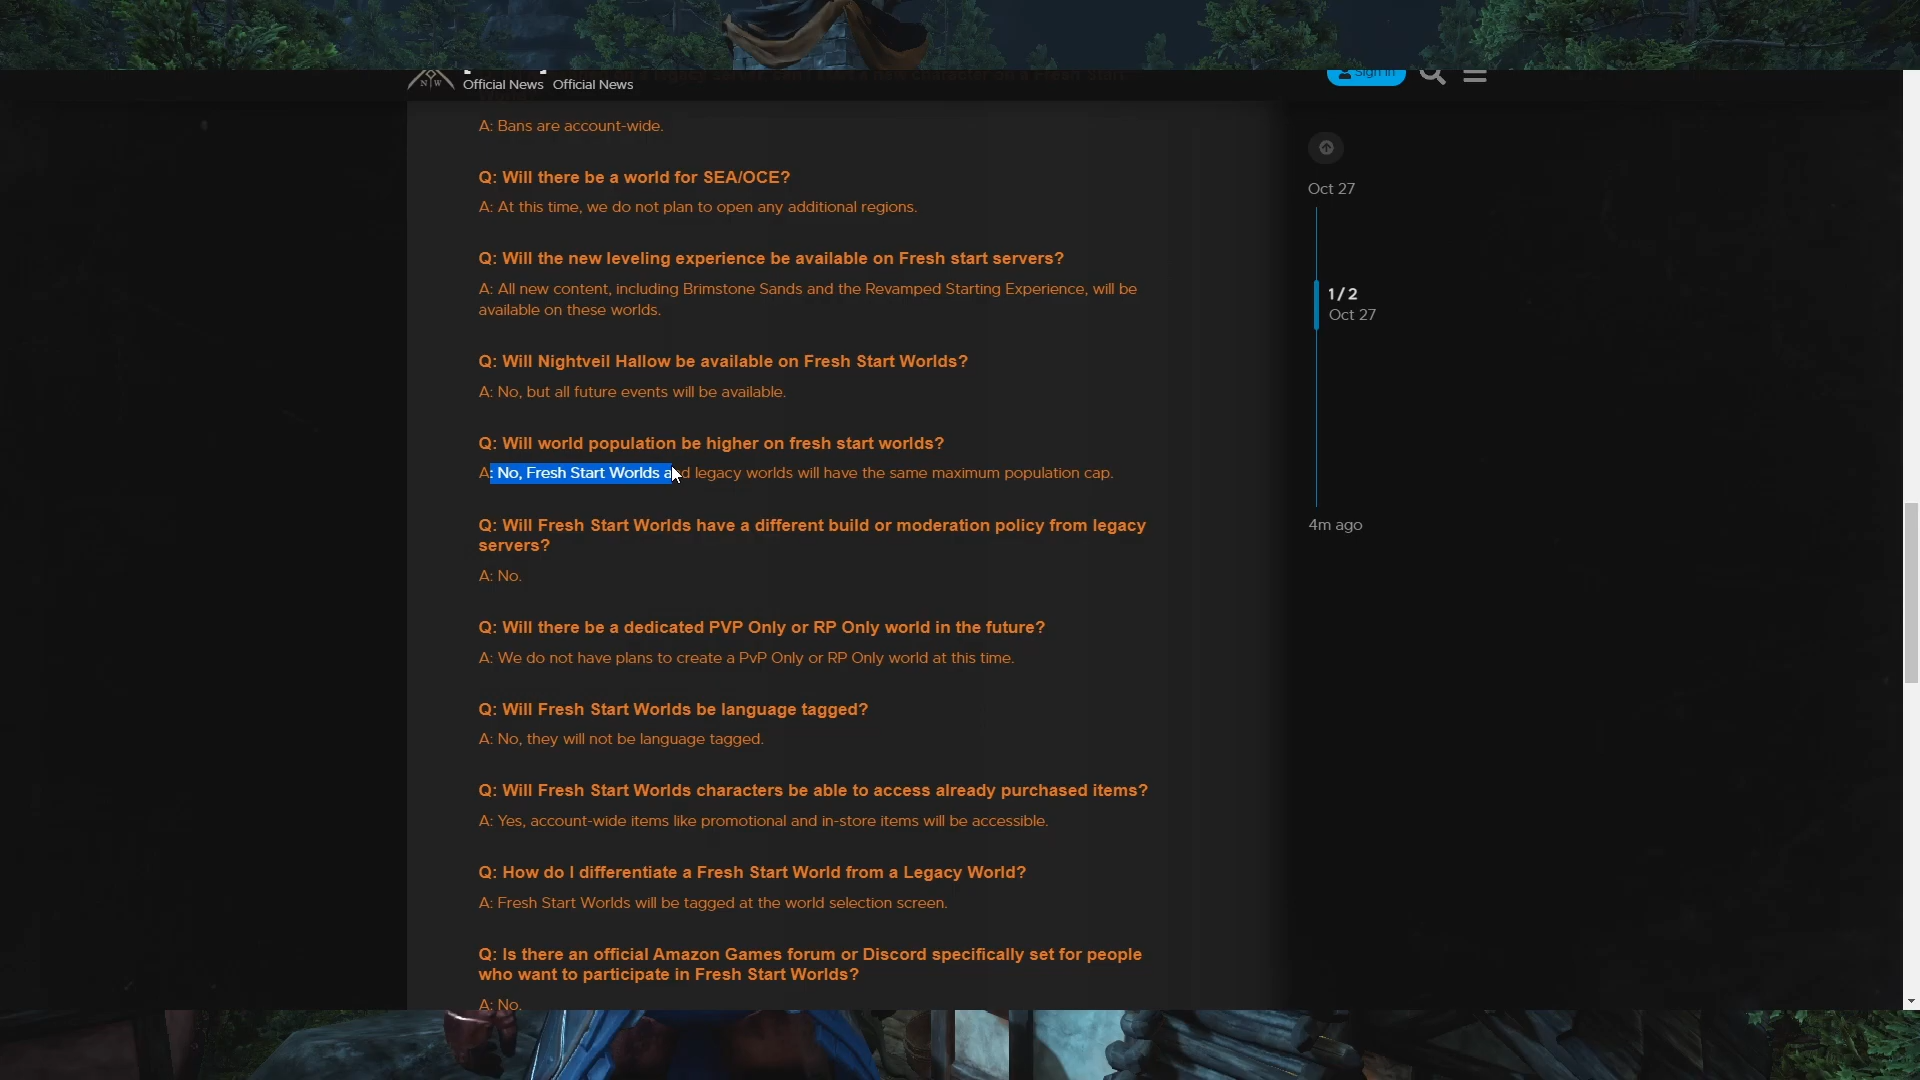 N W
Official News Official News
Sign In
A: Bans are account-wide.
Q: Will there be a world for SEA/OCE?
A: At this time, we do not plan to open any additional regions.
Q: Will the new leveling experience be available on Fresh start servers?
A: All new content, including Brimstone Sands and the Revamped Starting Experience, will be
available on these worlds.
Q: Will Nightveil Hallow be available on Fresh Start Worlds?
A: No, but all future events will be available.
Q: Will world population be higher on fresh start worlds?
A: No, Fresh Start Worlds and legacy worlds will have the same maximum population cap.
Q: Will Fresh Start Worlds have a different build or moderation policy from legacy
servers?
A: No.
Q: Will there be a dedicated PVP Only or RP Only world in the future?
A: We do not have plans to create a PvP Only or RP Only world at this time.
Q: Will Fresh Start Worlds be language tagged?
A: No, they will not be language tagged.
Q: Will Fresh Start Worlds characters be able to access already purchased items?
A: Yes, account-wide items like promotional and in-store items will be accessible.
Q: How do I differentiate a Fresh Start World from a Legacy World?
A: Fresh Start Worlds will be tagged at the world selection screen.
Q: Is there an official Amazon Games forum or Discord specifically set for people
who want to participate in Fresh Start Worlds?
A: No.
Oct 27
1 / 2
Oct 27
4m ago